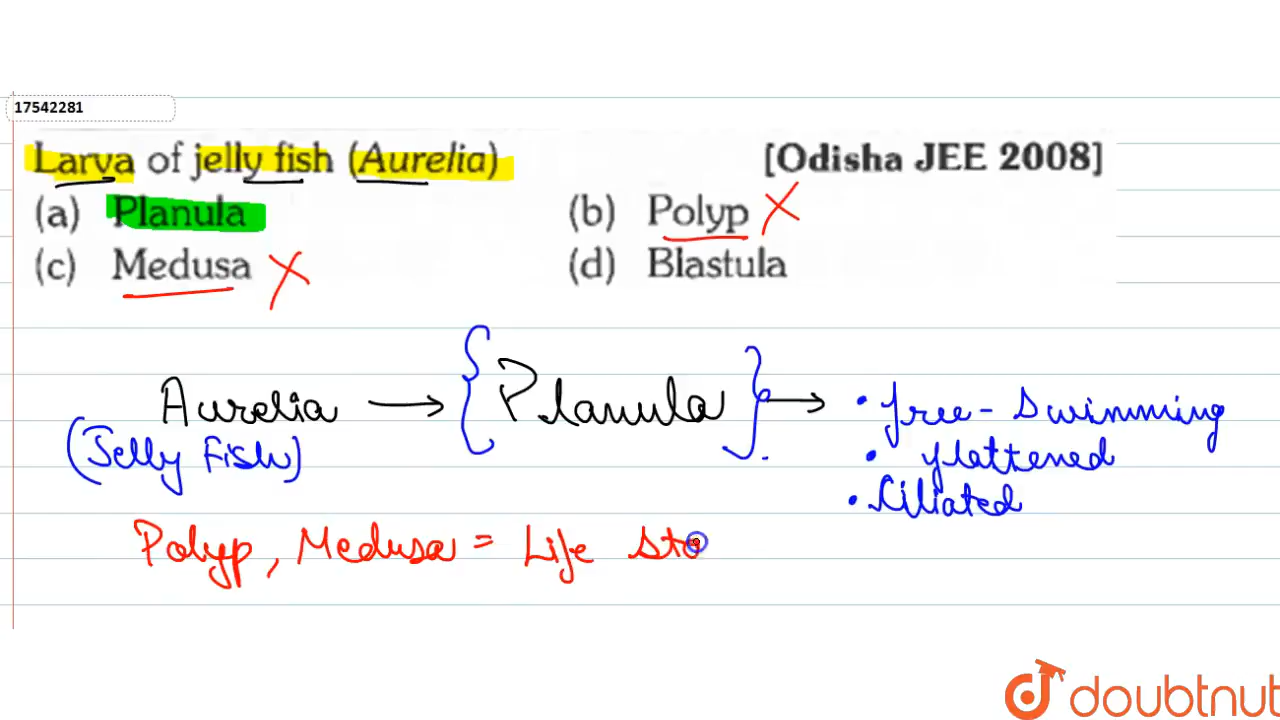 17542281
Larva of jelly fish (Aurelia) [Odisha JEE 2008]
(a) Planula (b) Polyp
(c) Medusa (d) Blastula
Aurelia → {Planula} → • free-swimming
(Jelly Fish) • flattened
• Ciliated
Polyp, Medusa = Life Sta
doubtnut